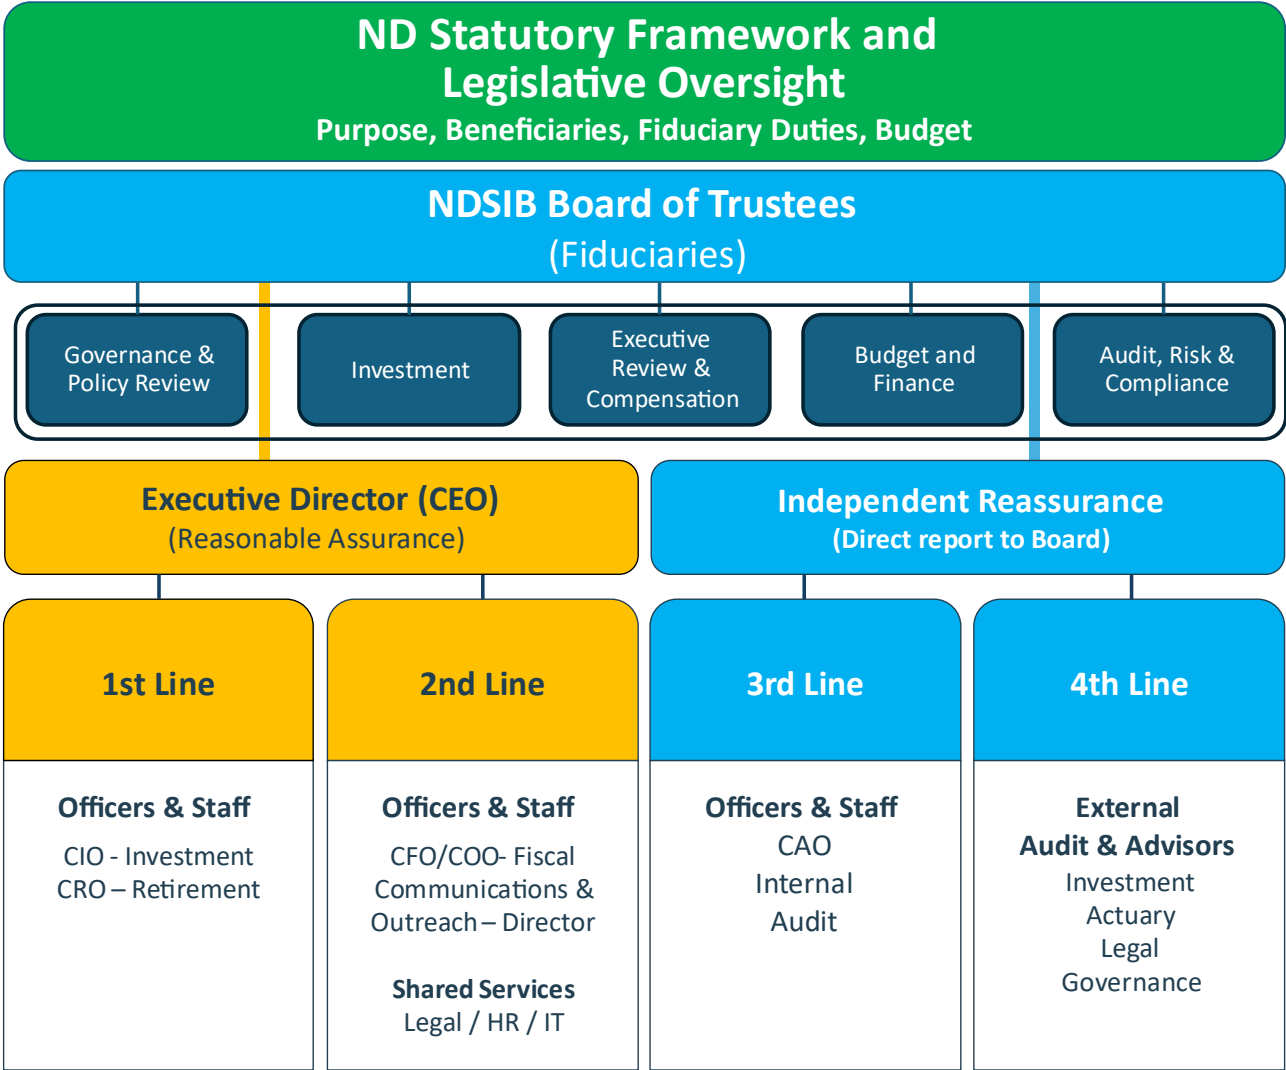 ND Statutory Framework and
Legislative Oversight
Purpose, Beneficiaries, Fiduciary Duties, Budget
NDSIB Board of Trustees
(Fiduciaries)
Governance &
Policy Review
Investment
Executive
Review &
Compensation
Budget and
Finance
Audit, Risk &
Compliance
Executive Director (CEO)
(Reasonable Assurance)
Independent Reassurance
(Direct report to Board)
1st Line
2nd Line
3rd Line
4th Line
Officers & Staff
CIO - Investment
CRO – Retirement
Officers & Staff
CFO/COO- Fiscal
Communications &
Outreach – Director
Shared Services
Legal / HR / IT
Officers & Staff
CAO
Internal
Audit
External
Audit & Advisors
Investment
Actuary
Legal
Governance